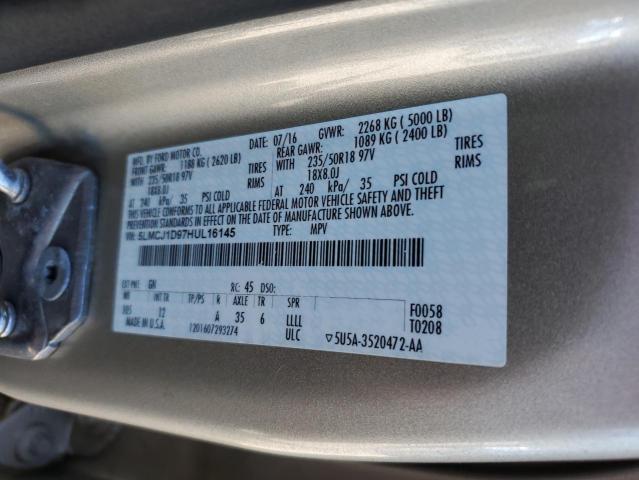 MFG. BY FORD MOTOR CO.
DATE: 07/16 GVWR: 2268 KG ( 5000 LB)
FRONT GAWR: 1188 KG ( 2620 LB) REAR GAWR: 1089 KG ( 2400 LB)
WITH 235/50R18 97V TIRES WITH 235/50R18 97V TIRES
18X8.0J RIMS 18X8.0J RIMS
AT 240 kPa/ 35 PSI COLD AT 240 kPa/ 35 PSI COLD
THIS VEHICLE CONFORMS TO ALL APPLICABLE FEDERAL MOTOR VEHICLE SAFETY AND THEFT
PREVENTION STANDARDS IN EFFECT ON THE DATE OF MANUFACTURE SHOWN ABOVE.
VIN: 5LMCJ1D97HUL16145 TYPE: MPV
EXT PNT: GN RC: 45 DSO:
WB INT TR TP/PS R AXLE TR SPR
12 A 35 6 LLLL F0058
MADE IN U.S.A. 1201607293274 ULC T0208
▽5U5A-3520472-AA